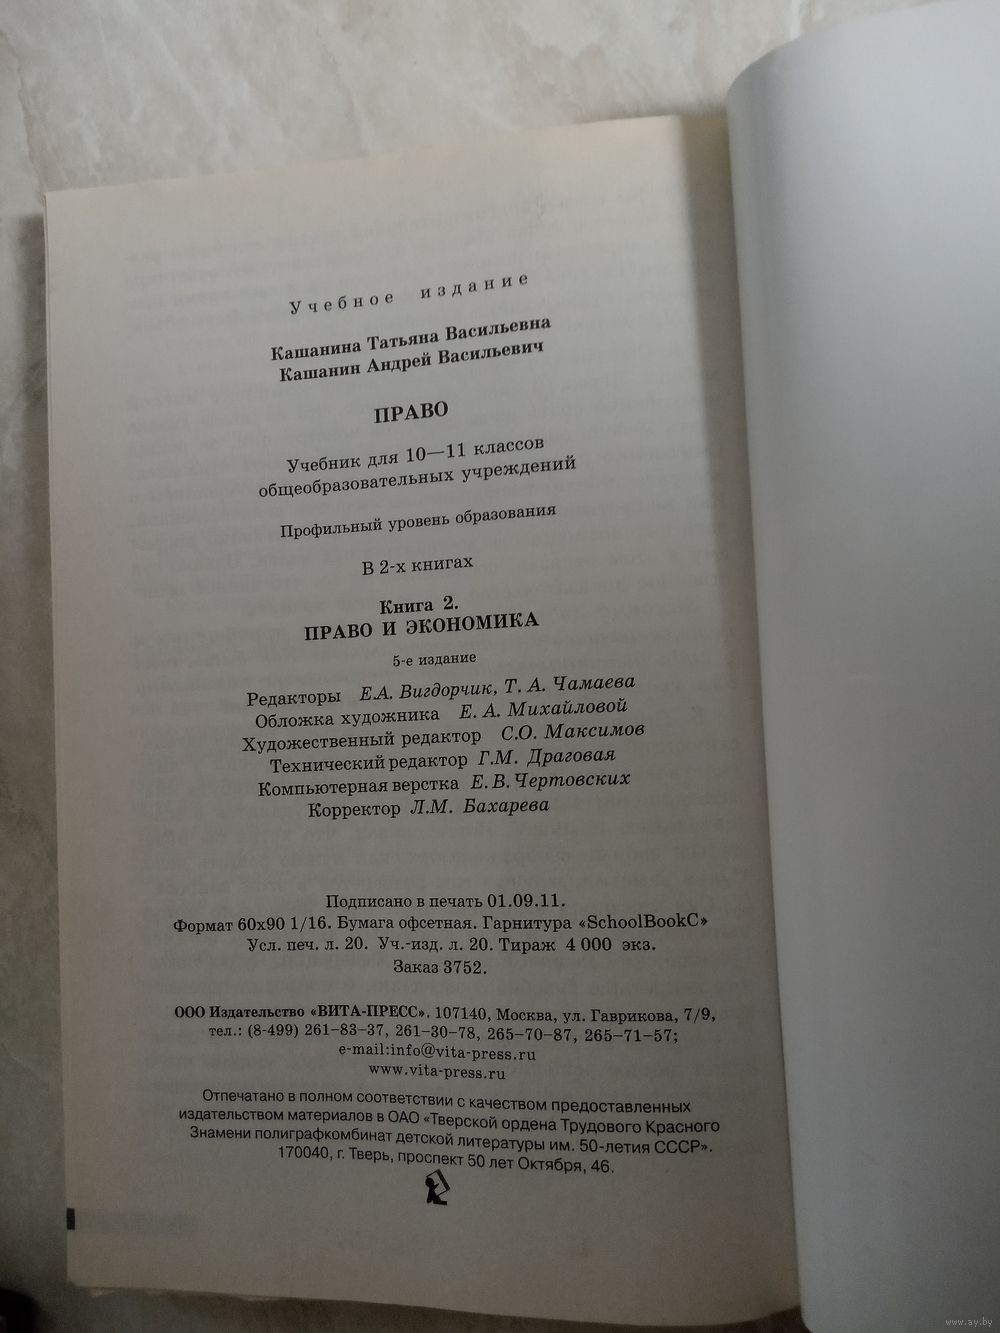 Учебное издание
Кашанина Татьяна Васильевна
Кашанин Андрей Васильевич
ПРАВО
Учебник для 10—11 классов
общеобразовательных учреждений
Профильный уровень образования
В 2-х книгах
Книга 2.
ПРАВО И ЭКОНОМИКА
5-е издание
Редакторы Е.А. Вигдорчик, Т. А. Чамаева
Обложка художника Е. А. Михайловой
Художественный редактор С.О. Максимов
Технический редактор Г.М. Драговая
Компьютерная верстка Е.В. Чертовских
Корректор Л.М. Бахарева
Подписано в печать 01.09.11.
Формат 60x90 1/16. Бумага офсетная. Гарнитура «SchoolBookC»
Усл. печ. л. 20. Уч.-изд. л. 20. Тираж 4 000 экз.
Заказ 3752.
ООО Издательство «ВИТА-ПРЕСС». 107140, Москва, ул. Гаврикова, 7/9,
тел.: (8-499) 261-83-37, 261-30-78, 265-70-87, 265-71-57;
e-mail:info@vita-press.ru
www.vita-press.ru
Отпечатано в полном соответствии с качеством предоставленных
издательством материалов в ОАО «Тверской ордена Трудового Красного
Знамени полиграфкомбинат детской литературы им. 50-летия СССР».
170040, г. Тверь, проспект 50 лет Октября, 46.
www.ay.by